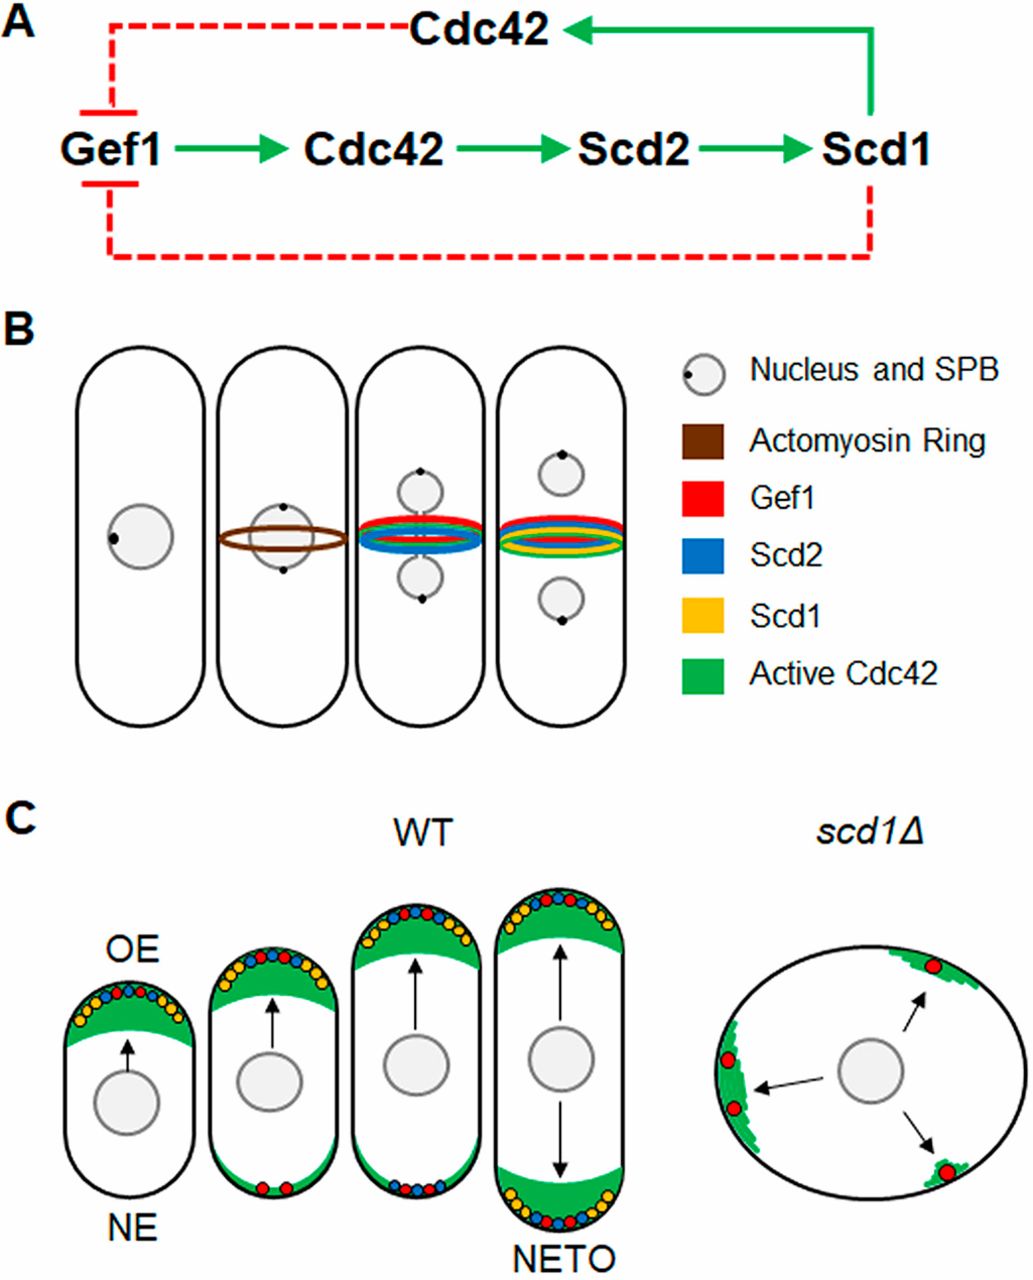 A
Cdc42
Gef1 Cdc42 Scd2 Scd1
B
Nucleus and SPB
Actomyosin Ring
Gef1
Scd2
Scd1
Active Cdc42
C
WT
scd1Δ
OE
NE
NETO